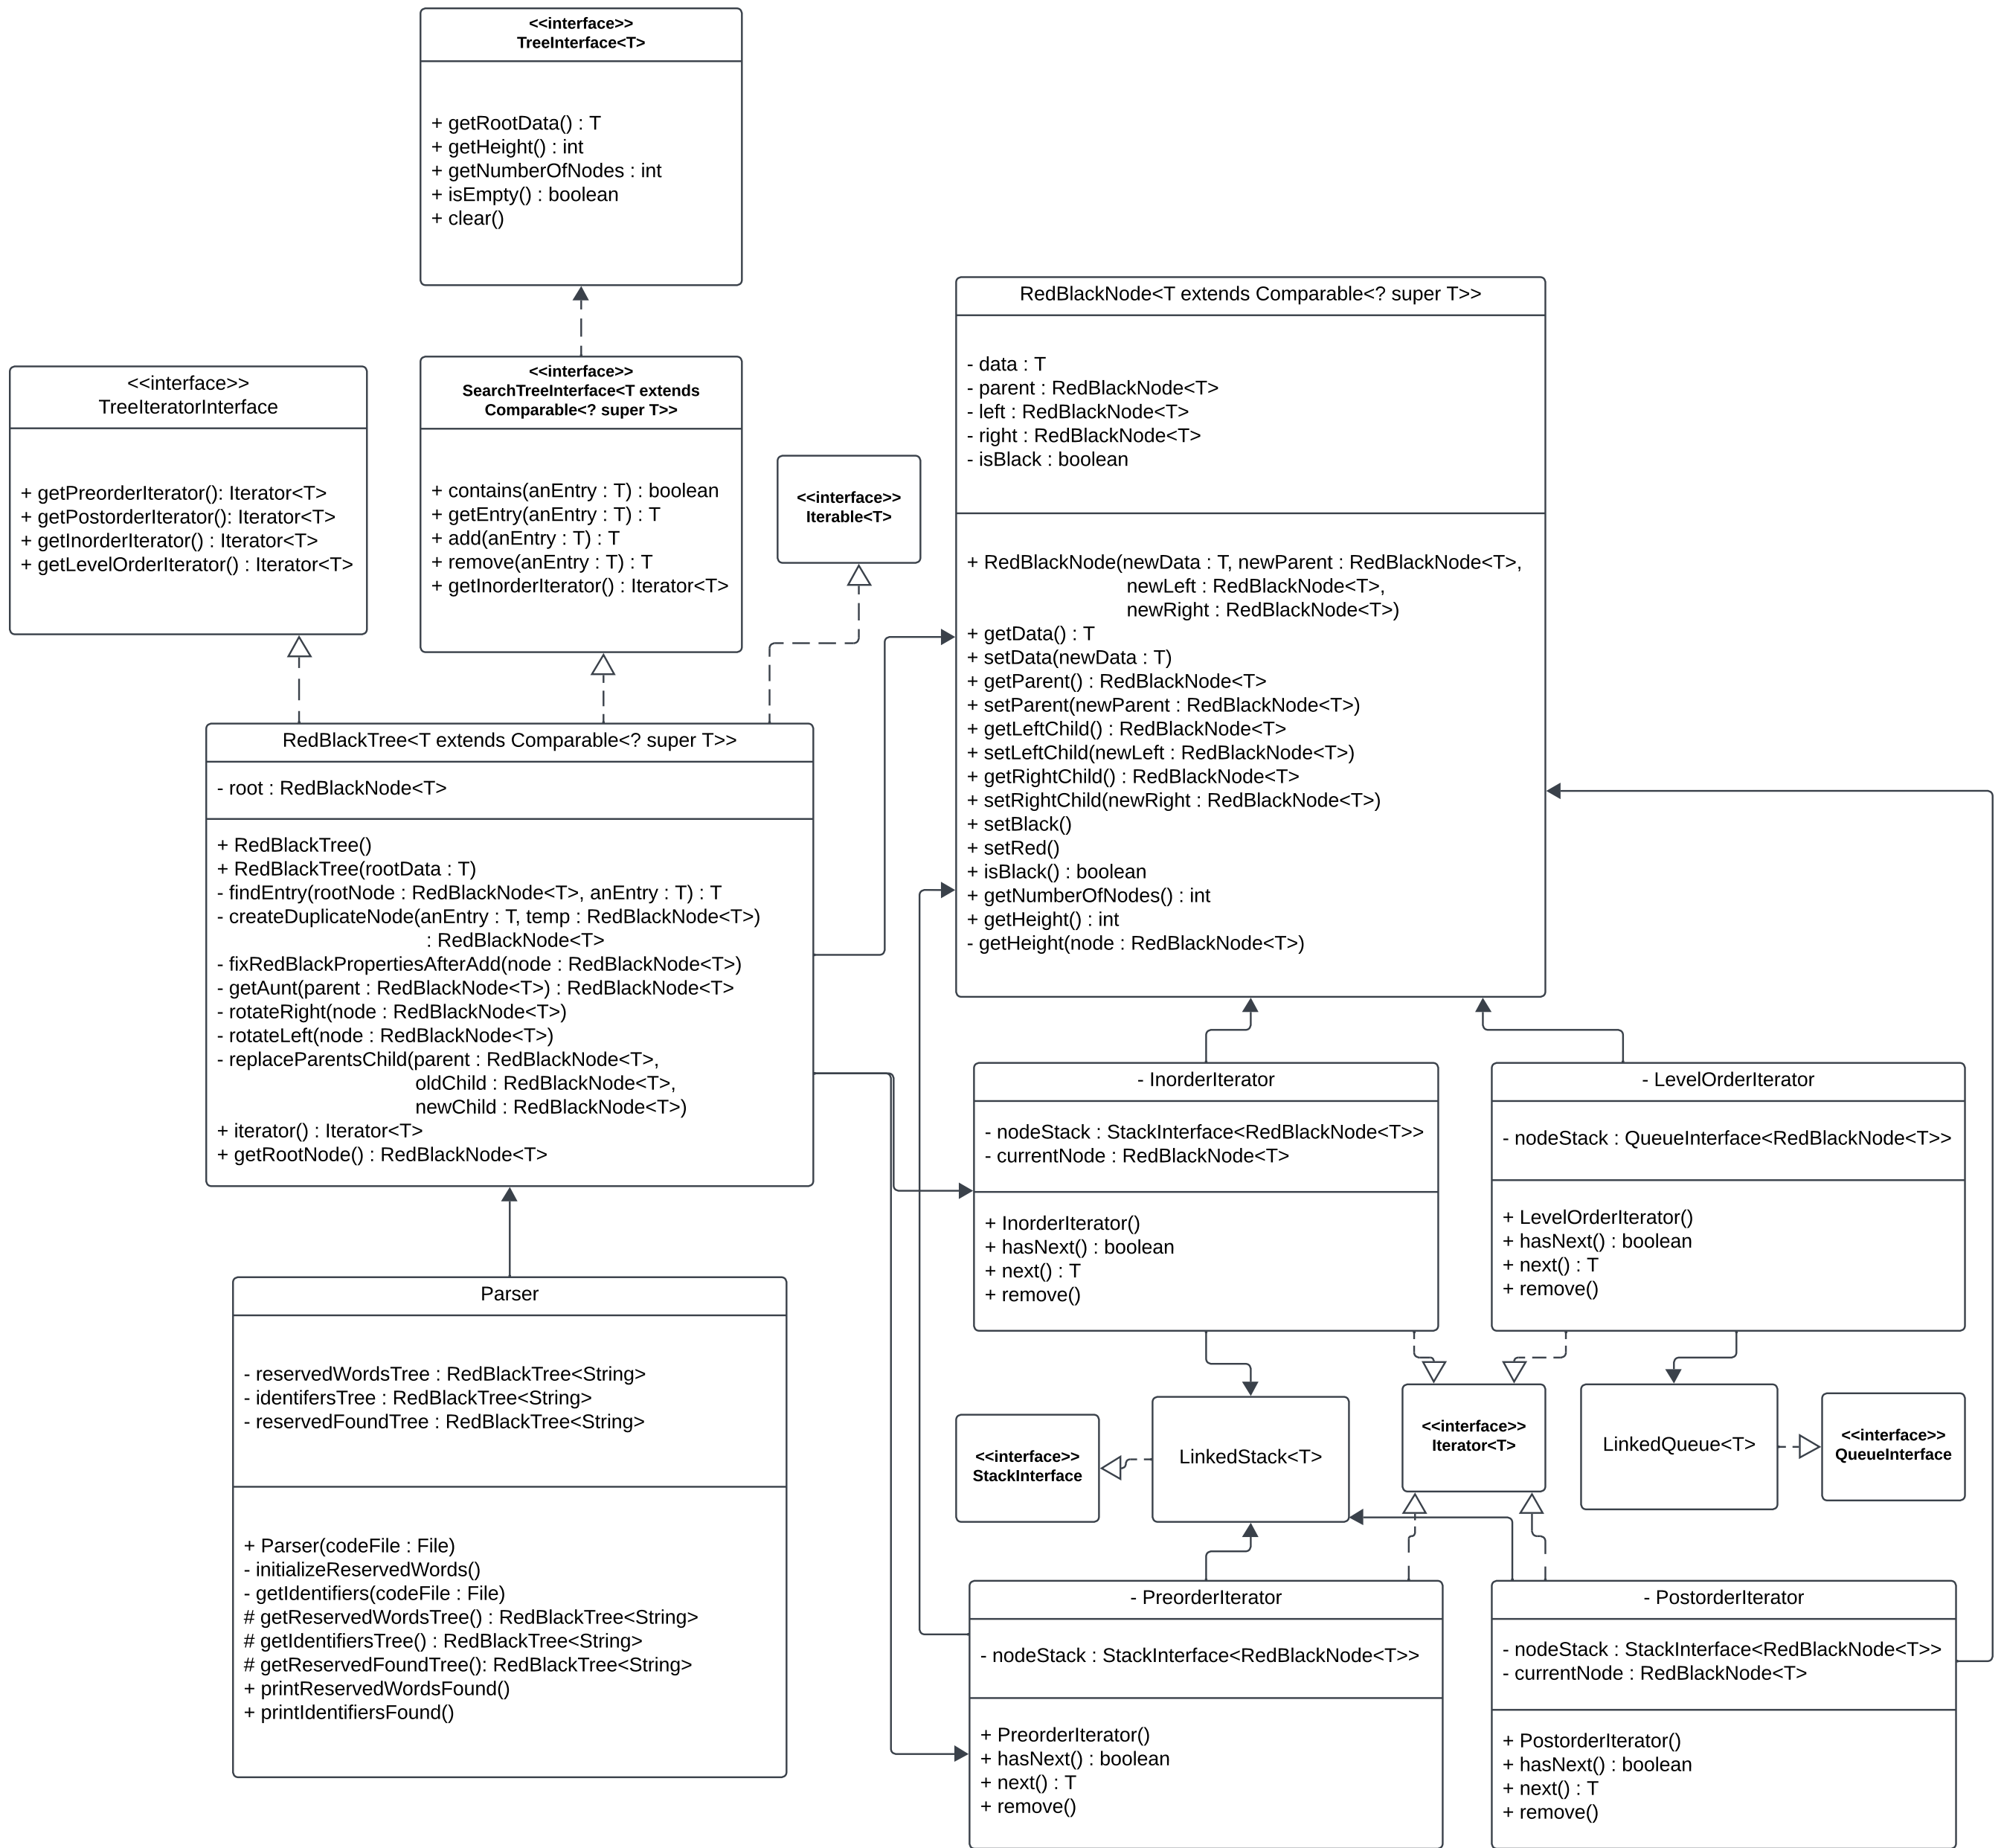 <<interface>>
TreeInterface<T>
+ getRootData() : T
+ getHeight() : int
+ getNumberOfNodes : int
+ isEmpty() : boolean
+ clear()
<<interface>>
TreeIteratorInterface
+ getPreorderIterator(): Iterator<T>
+ getPostorderIterator(): Iterator<T>
+ getInorderIterator() : Iterator<T>
+ getLevelOrderIterator() : Iterator<T>
<<interface>>
SearchTreeInterface<T extends
Comparable<? super T>>
+ contains(anEntry : T) : boolean
+ getEntry(anEntry : T) : T
+ add(anEntry : T) : T
+ remove(anEntry : T) : T
+ getInorderIterator() : Iterator<T>
<<interface>>
Iterable<T>
RedBlackNode<T extends Comparable<? super T>>
- data : T
- parent : RedBlackNode<T>
- left : RedBlackNode<T>
- right : RedBlackNode<T>
- isBlack : boolean
+ RedBlackNode(newData : T, newParent : RedBlackNode<T>,
newLeft : RedBlackNode<T>,
newRight : RedBlackNode<T>)
+ getData() : T
+ setData(newData : T)
+ getParent() : RedBlackNode<T>
+ setParent(newParent : RedBlackNode<T>)
+ getLeftChild() : RedBlackNode<T>
+ setLeftChild(newLeft : RedBlackNode<T>)
+ getRightChild() : RedBlackNode<T>
+ setRightChild(newRight : RedBlackNode<T>)
+ setBlack()
+ setRed()
+ isBlack() : boolean
+ getNumberOfNodes() : int
+ getHeight() : int
- getHeight(node : RedBlackNode<T>)
RedBlackTree<T extends Comparable<? super T>>
- root : RedBlackNode<T>
+ RedBlackTree()
+ RedBlackTree(rootData : T)
- findEntry(rootNode : RedBlackNode<T>, anEntry : T) : T
- createDuplicateNode(anEntry : T, temp : RedBlackNode<T>)
: RedBlackNode<T>
- fixRedBlackPropertiesAfterAdd(node : RedBlackNode<T>)
- getAunt(parent : RedBlackNode<T>) : RedBlackNode<T>
- rotateRight(node : RedBlackNode<T>)
- rotateLeft(node : RedBlackNode<T>)
- replaceParentsChild(parent : RedBlackNode<T>,
oldChild : RedBlackNode<T>,
newChild : RedBlackNode<T>)
+ iterator() : Iterator<T>
+ getRootNode() : RedBlackNode<T>
- InorderIterator
- nodeStack : StackInterface<RedBlackNode<T>>
- currentNode : RedBlackNode<T>
+ InorderIterator()
+ hasNext() : boolean
+ next() : T
+ remove()
- LevelOrderIterator
- nodeStack : QueueInterface<RedBlackNode<T>>
+ LevelOrderIterator()
+ hasNext() : boolean
+ next() : T
+ remove()
Parser
- reservedWordsTree : RedBlackTree<String>
- identifersTree : RedBlackTree<String>
- reservedFoundTree : RedBlackTree<String>
+ Parser(codeFile : File)
- initializeReservedWords()
- getIdentifiers(codeFile : File)
# getReservedWordsTree() : RedBlackTree<String>
# getIdentifiersTree() : RedBlackTree<String>
# getReservedFoundTree(): RedBlackTree<String>
+ printReservedWordsFound()
+ printIdentifiersFound()
<<interface>>
StackInterface
LinkedStack<T>
<<interface>>
Iterator<T>
LinkedQueue<T>
<<interface>>
QueueInterface
- PreorderIterator
- nodeStack : StackInterface<RedBlackNode<T>>
+ PreorderIterator()
+ hasNext() : boolean
+ next() : T
+ remove()
- PostorderIterator
- nodeStack : StackInterface<RedBlackNode<T>>
- currentNode : RedBlackNode<T>
+ PostorderIterator()
+ hasNext() : boolean
+ next() : T
+ remove()